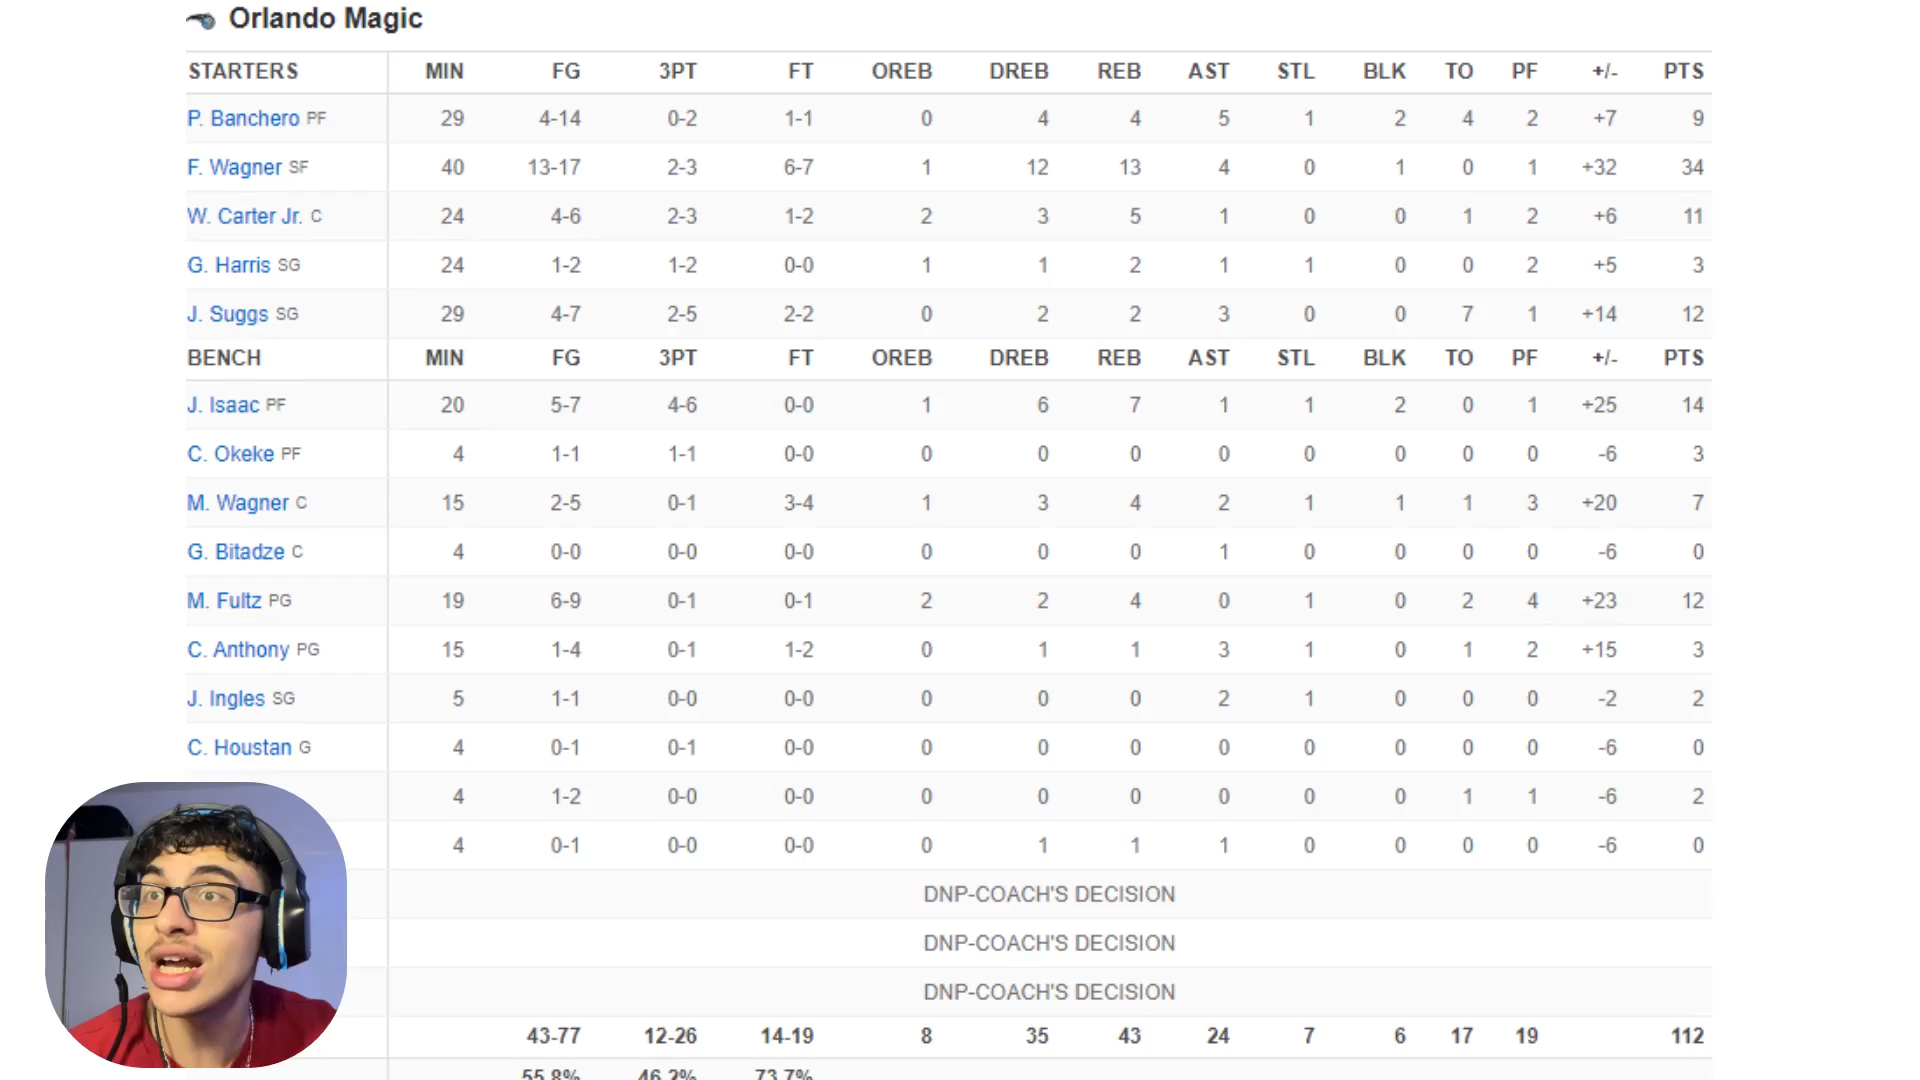 Orlando Magic
STARTERS MIN FG 3PT FT OREB DREB REB AST STL BLK TO PF +/- PTS
P. Banchero PF 29 4-14 0-2 1-1 0 4 4 5 1 2 4 2 +7 9
F. Wagner SF 40 13-17 2-3 6-7 1 12 13 4 0 1 0 1 +32 34
W. Carter Jr. C 24 4-6 2-3 1-2 2 3 5 1 0 0 1 2 +6 11
G. Harris SG 24 1-2 1-2 0-0 1 1 2 1 1 0 0 2 +5 3
J. Suggs SG 29 4-7 2-5 2-2 0 2 2 3 0 0 7 1 +14 12
BENCH MIN FG 3PT FT OREB DREB REB AST STL BLK TO PF +/- PTS
J. Isaac PF 20 5-7 4-6 0-0 1 6 7 1 1 2 0 1 +25 14
C. Okeke PF 4 1-1 1-1 0-0 0 0 0 0 0 0 0 0 -6 3
M. Wagner C 15 2-5 0-1 3-4 1 3 4 2 1 1 1 3 +20 7
G. Bitadze C 4 0-0 0-0 0-0 0 0 0 1 0 0 0 0 -6 0
M. Fultz PG 19 6-9 0-1 0-1 2 2 4 0 1 0 2 4 +23 12
C. Anthony PG 15 1-4 0-1 1-2 0 1 1 3 1 0 1 2 +15 3
J. Ingles SG 5 1-1 0-0 0-0 0 0 0 2 1 0 0 0 -2 2
C. Houstan G 4 0-1 0-1 0-0 0 0 0 0 0 0 0 0 -6 0
4 1-2 0-0 0-0 0 0 0 0 0 0 1 1 -6 2
4 0-1 0-0 0-0 0 1 1 1 0 0 0 0 -6 0
DNP-COACH'S DECISION
DNP-COACH'S DECISION
DNP-COACH'S DECISION
43-77 12-26 14-19 8 35 43 24 7 6 17 19 112
55.8% 46.2% 73.7%